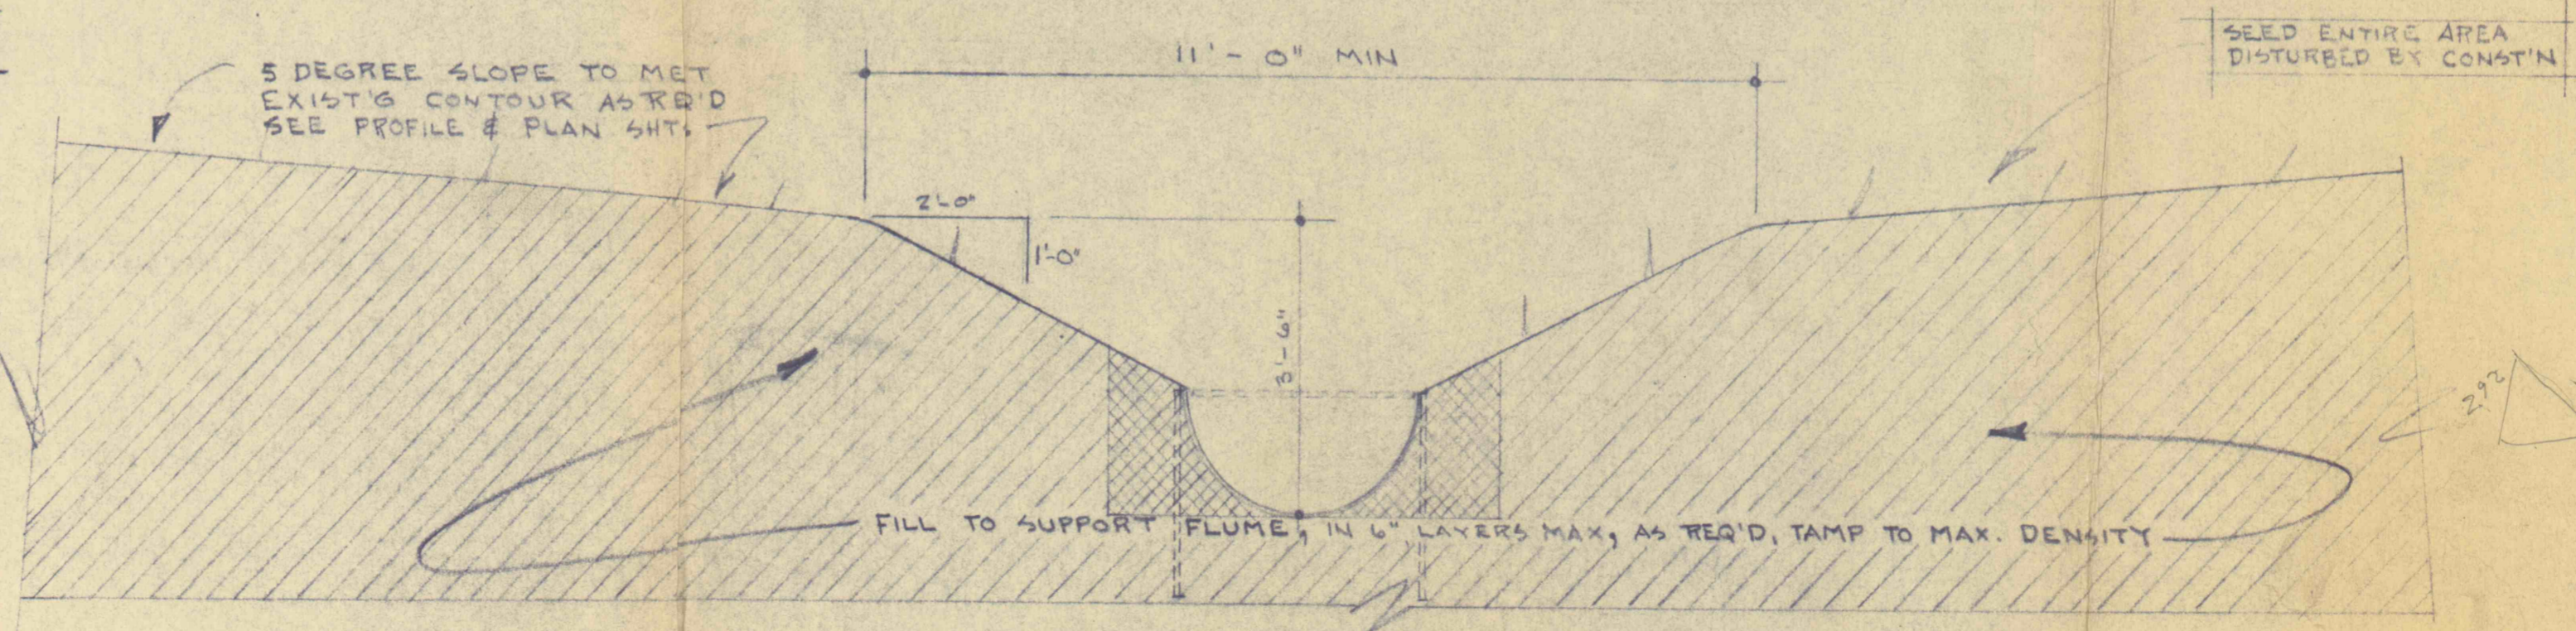 11'- 0" MIN
SEED ENTIRE AREA
DISTURBED BY CONST'N
5 DEGREE SLOPE TO MET
EXIST'G CONTOUR AS RQ'D
SEE PROFILE & PLAN SHT.
2'-0"
1'-0"
3'-6"
2.92
FILL TO SUPPORT FLUME, IN 6" LAYERS MAX, AS REQ'D, TAMP TO MAX. DENSITY